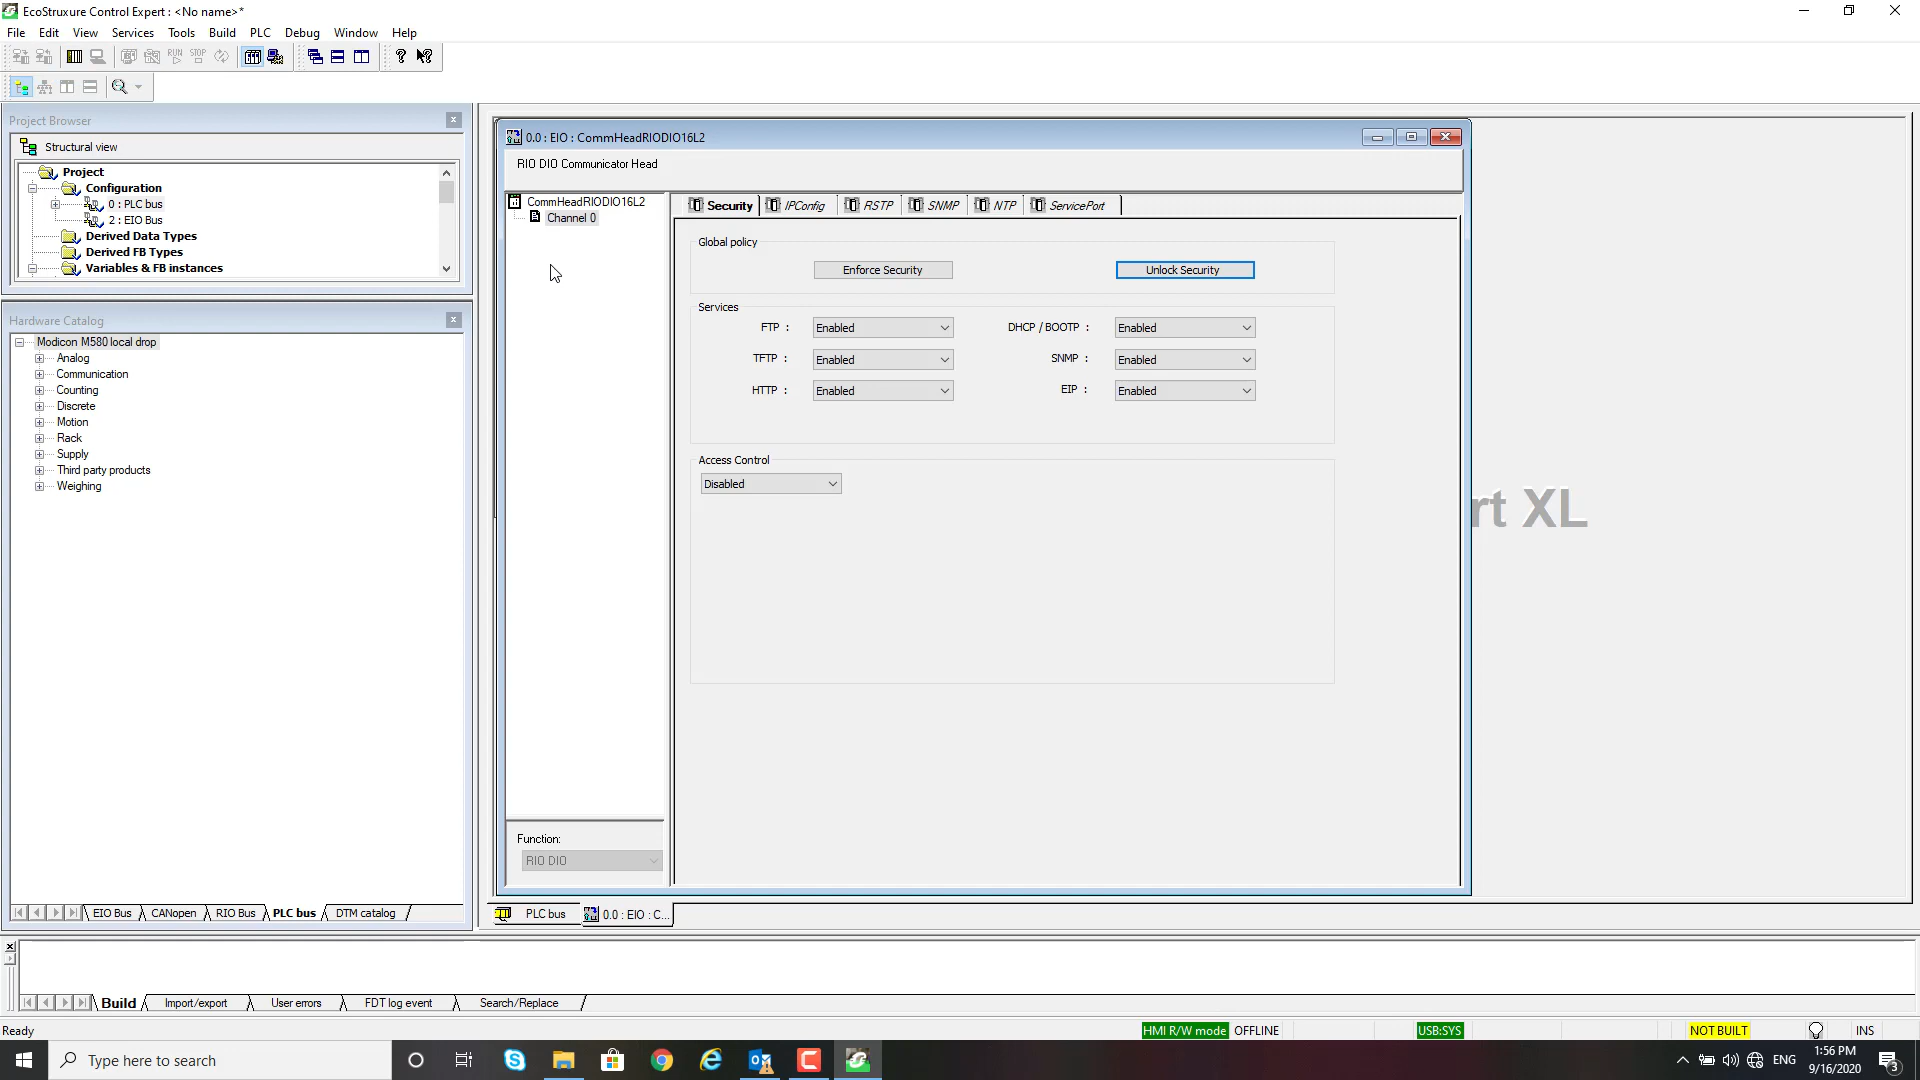 EcoStruxure Control Expert : <No name>*
File Edit View Services Tools Build PLC Debug Window Help
RUN STOP
Project Browser
Structural view
Project
Configuration
0 : PLC bus
2 : EIO Bus
Derived Data Types
Derived FB Types
Variables & FB instances
Hardware Catalog
Modicon M580 local drop
Analog
Communication
Counting
Discrete
Motion
Rack
Supply
Third party products
Weighing
EIO Bus CANopen RIO Bus PLC bus DTM catalog
0.0 : EIO : CommHeadRIODIO16L2
RIO DIO Communicator Head
CommHeadRIODIO16L2
Channel 0
Function:
RIO DIO
Security IPConfig RSTP SNMP NTP ServicePort
Global policy
Enforce Security Unlock Security
Services
FTP : Enabled DHCP / BOOTP : Enabled
TFTP : Enabled SNMP : Enabled
HTTP : Enabled EIP : Enabled
Access Control
Disabled
rt XL
PLC bus 0.0 : EIO : C...
Build Import/export User errors FDT log event Search/Replace
Ready HMI R/W mode OFFLINE USB:SYS NOT BUILT INS
Type here to search
ENG 1:56 PM
9/16/2020
3